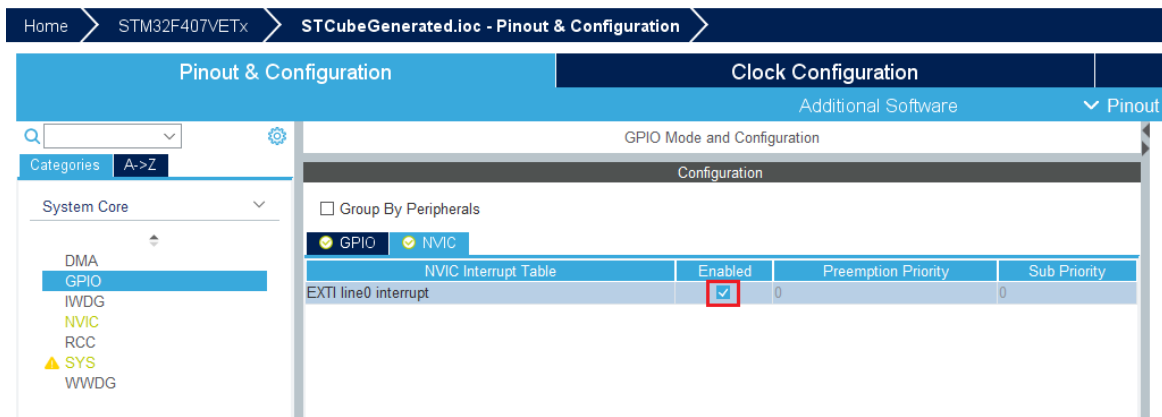 Home STM32F407VETx STCubeGenerated.ioc - Pinout & Configuration
Pinout & Configuration Clock Configuration
Additional Software Pinout
GPIO Mode and Configuration
Categories A->Z
Configuration
System Core
Group By Peripherals
GPIO NVIC
DMA
GPIO
IWDG
NVIC
RCC
SYS
WWDG
NVIC Interrupt Table Enabled Preemption Priority Sub Priority
EXTI line0 interrupt 0 0